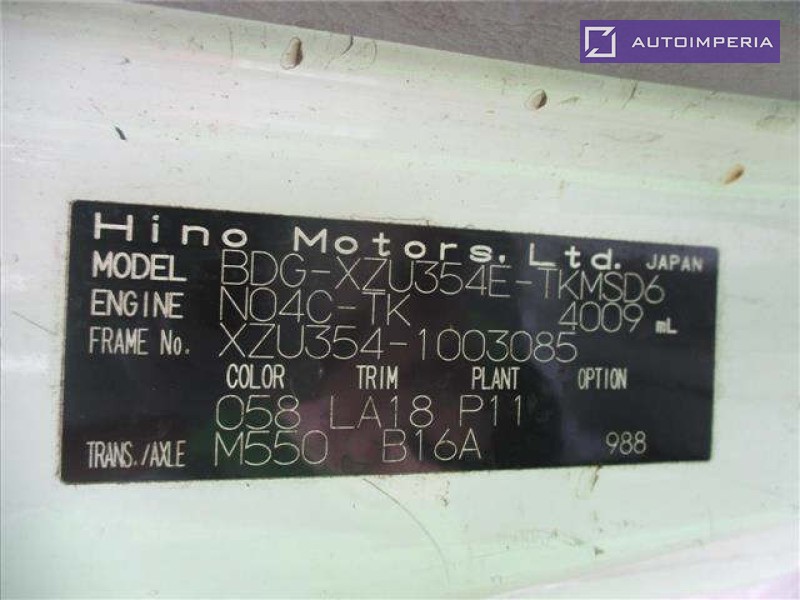 AUTOIMPERIA
Hino Motors, Ltd. JAPAN
MODEL BDG-XZU354E-TKMSD6
ENGINE N04C-TK 4009 mL
FRAME No. XZU354-1003085
COLOR TRIM PLANT OPTION
058 LA18 P11
TRANS./AXLE M550 B16A 988